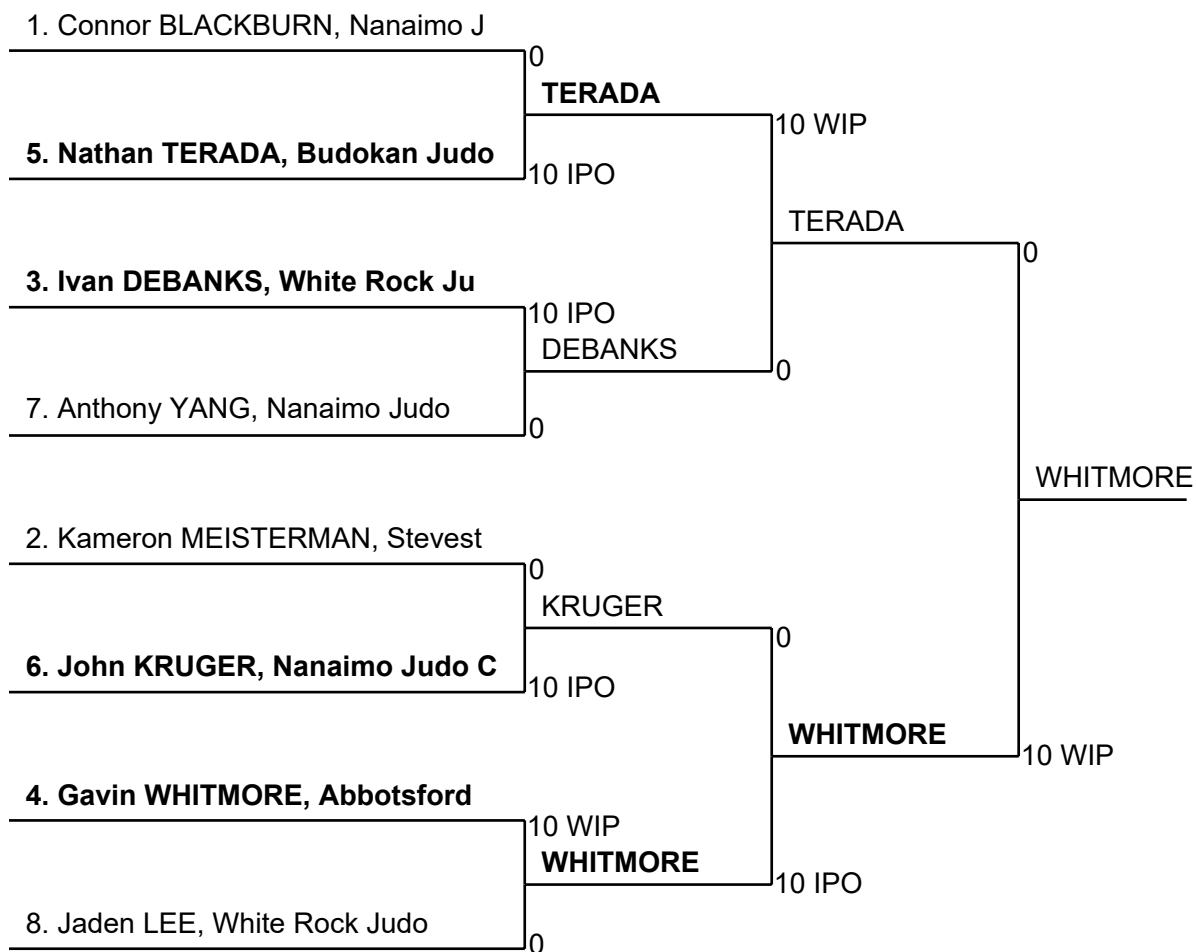 1. Connor BLACKBURN, Nanaimo J
0
TERADA
10 WIP
5. Nathan TERADA, Budokan Judo
10 IPO
TERADA
0
3. Ivan DEBANKS, White Rock Ju
10 IPO
DEBANKS
0
7. Anthony YANG, Nanaimo Judo
0
WHITMORE
2. Kameron MEISTERMAN, Stevest
0
KRUGER
0
6. John KRUGER, Nanaimo Judo C
10 IPO
WHITMORE
10 WIP
4. Gavin WHITMORE, Abbotsford
10 WIP
WHITMORE
10 IPO
8. Jaden LEE, White Rock Judo
0